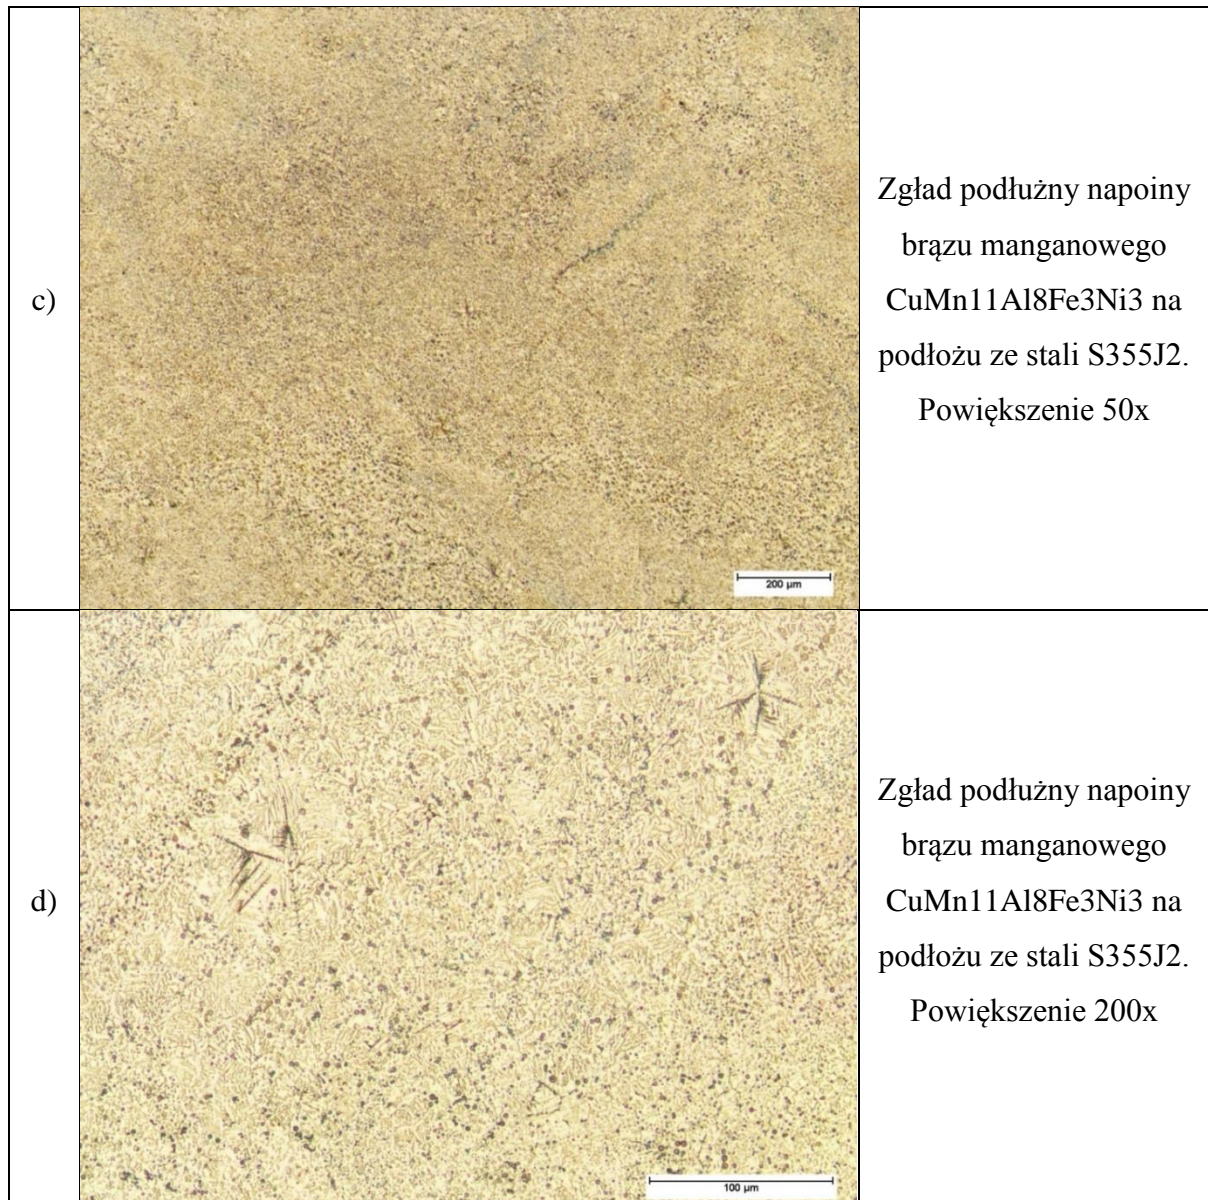 c)
Zgład podłużny napoiny
brązu manganowego
CuMn11Al8Fe3Ni3 na
podłożu ze stali S355J2.
Powiększenie 50x
200 µm
d)
Zgład podłużny napoiny
brązu manganowego
CuMn11Al8Fe3Ni3 na
podłożu ze stali S355J2.
Powiększenie 200x
100 µm